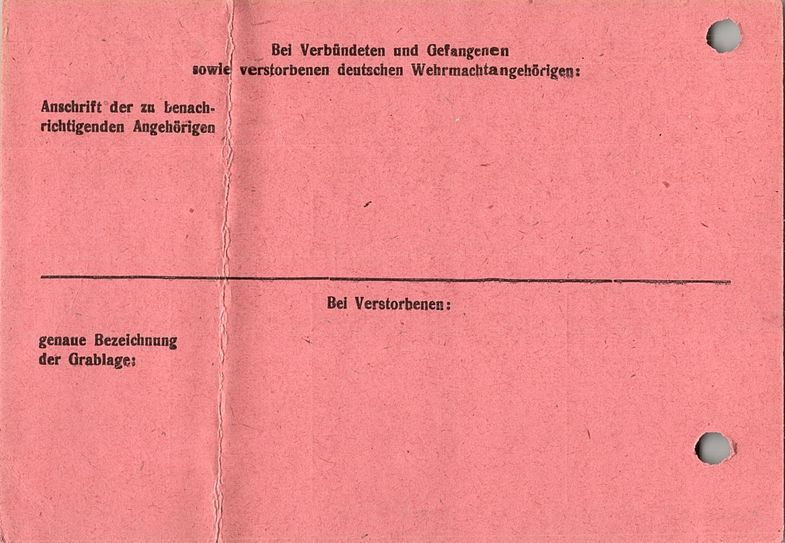 Bei Verbündeten und Gefangenen
sowie verstorbenen deutschen Wehrmachtangehörigen:
Anschrift der zu benach-
richtigenden Angehörigen
Bei Verstorbenen:
genaue Bezeichnung
der Grablage: